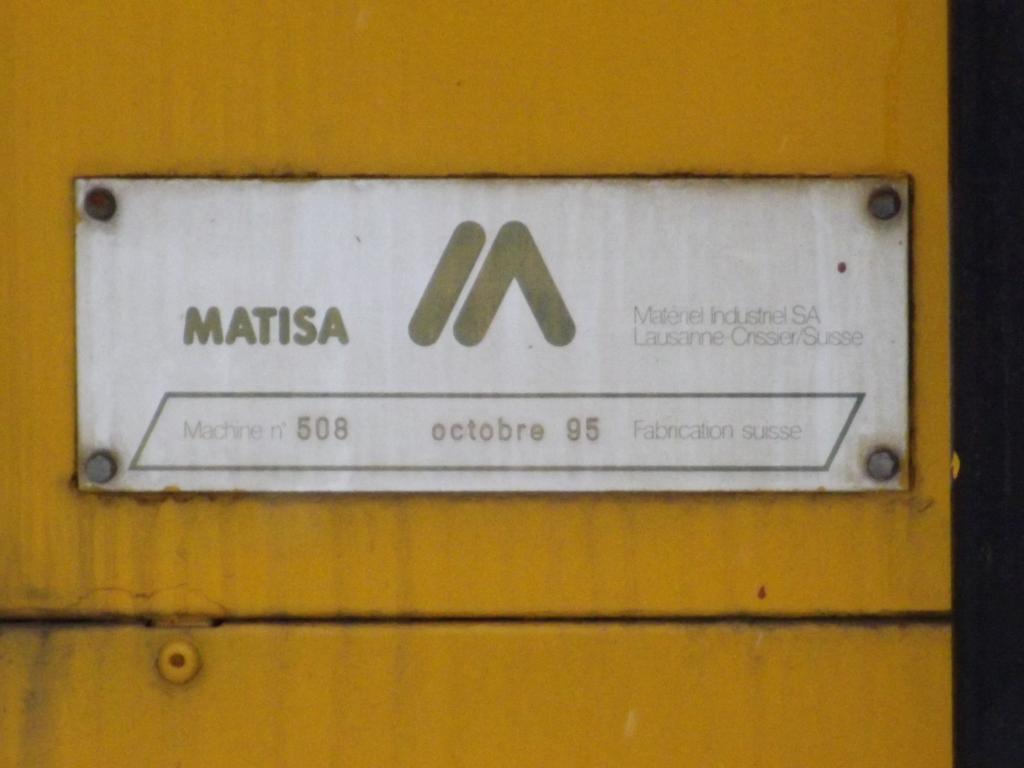 MATISA
Matériel Industriel SA
Lausanne-Crissier/Suisse
Machine n° 508 octobre 95 Fabrication suisse